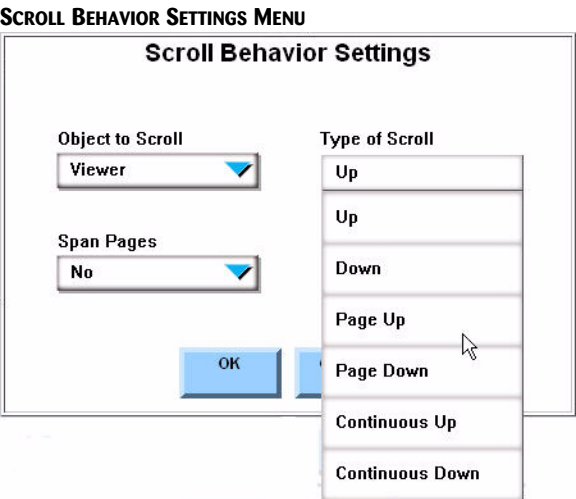 SCROLL BEHAVIOR SETTINGS MENU
Scroll Behavior Settings
Object to Scroll
Viewer
Span Pages
No
Type of Scroll
Up
Up
Down
Page Up
Page Down
Continuous Up
Continuous Down
OK